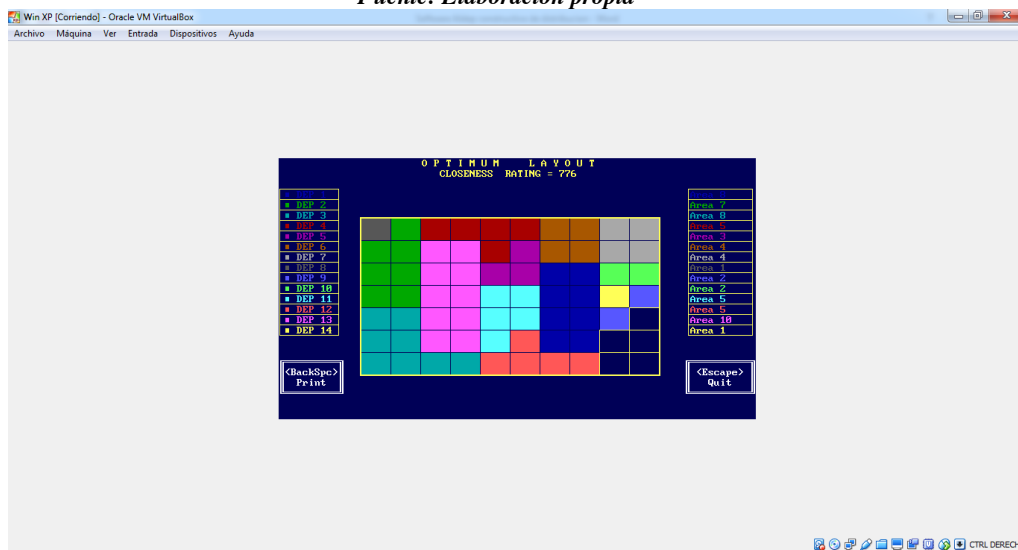 Fuente: Elaboración propia
Win XP [Corriendo] - Oracle VM VirtualBox
Archivo Máquina Ver Entrada Dispositivos Ayuda
OPTIMUM LAYOUT
CLOSENESS RATING = 776
DEP 2
DEP 3
DEP 4
DEP 5
DEP 6
DEP 7
DEP 8
DEP 9
DEP 10
DEP 11
DEP 12
DEP 13
DEP 14
Area 7
Area 8
Area 5
Area 3
Area 4
Area 4
Area 1
Area 2
Area 2
Area 5
Area 5
Area 10
Area 1
<BackSpc>
Print
<Escape>
Quit
CTRL DERECH